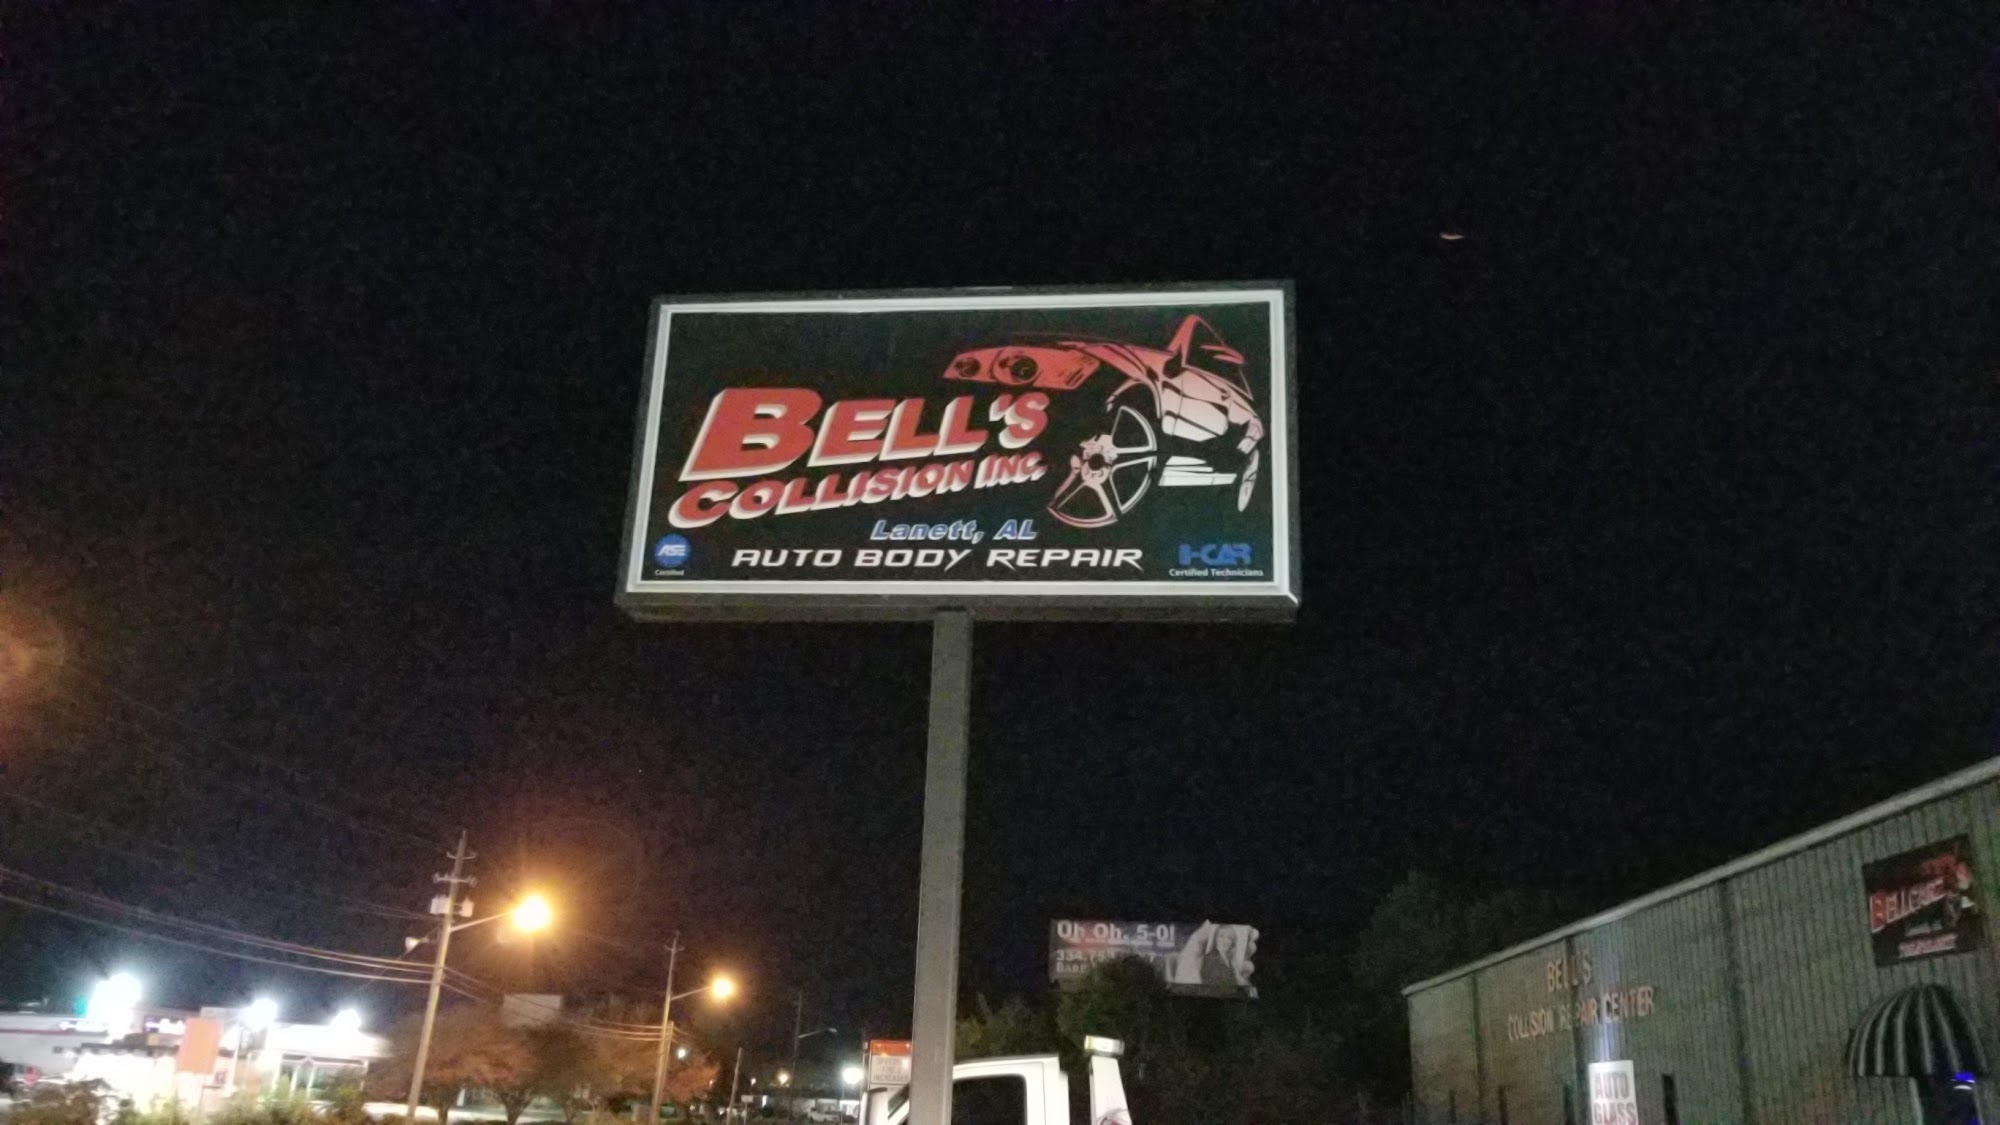 BELL'S
COLLISION INC.
Lanett, AL
AUTO BODY REPAIR
ASE
Certified
I-CAR
Certified Technicians
Uh Oh, 5-0!
BELL'S
COLLISION REPAIR CENTER
AUTO
GLASS